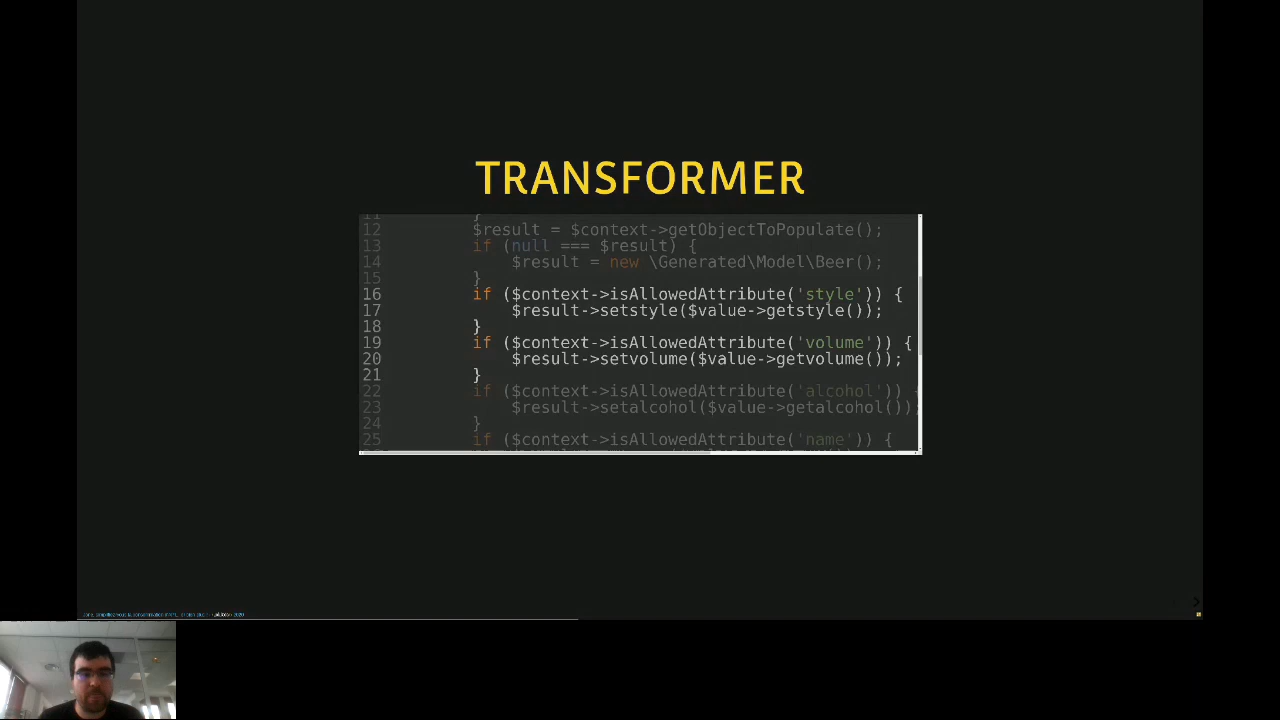 TRANSFORMER
11 }
12 $result = $context->getObjectToPopulate();
13 if (null === $result) {
14 $result = new \Generated\Model\Beer();
15 }
16 if ($context->isAllowedAttribute('style')) {
17 $result->setstyle($value->getstyle());
18 }
19 if ($context->isAllowedAttribute('volume')) {
20 $result->setvolume($value->getvolume());
21 }
22 if ($context->isAllowedAttribute('alcohol')) {
23 $result->setalcohol($value->getalcohol());
24 }
25 if ($context->isAllowedAttribute('name')) {
2020